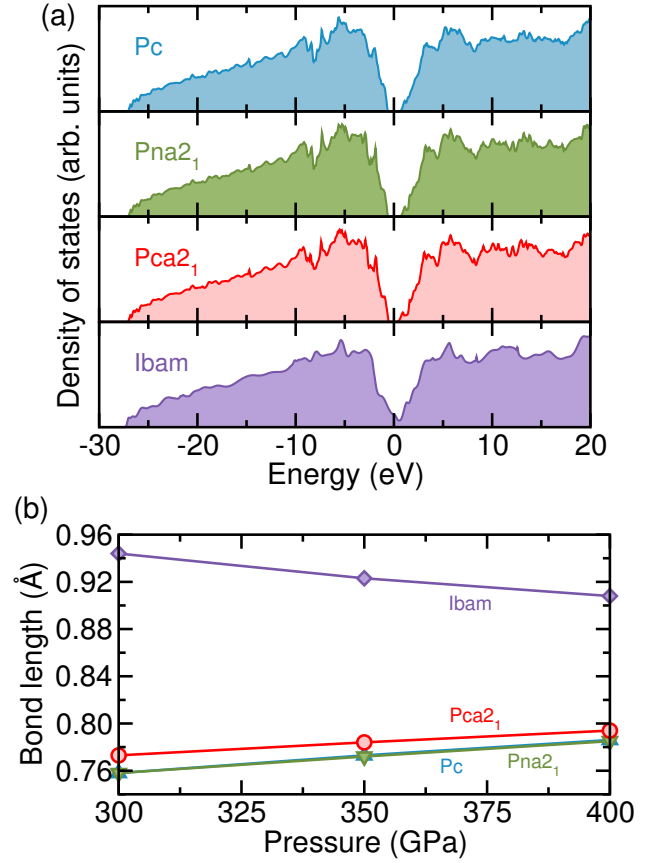 (a)
Density of states (arb. units)
Pc
Pna2₁
Pca2₁
Ibam
-30 -20 -10 0 10 20
Energy (eV)
(b)
Bond length (Å)
0.96
0.92
0.88
0.84
0.80
0.76
Ibam
Pca2₁
Pc
Pna2₁
300 325 350 375 400
Pressure (GPa)